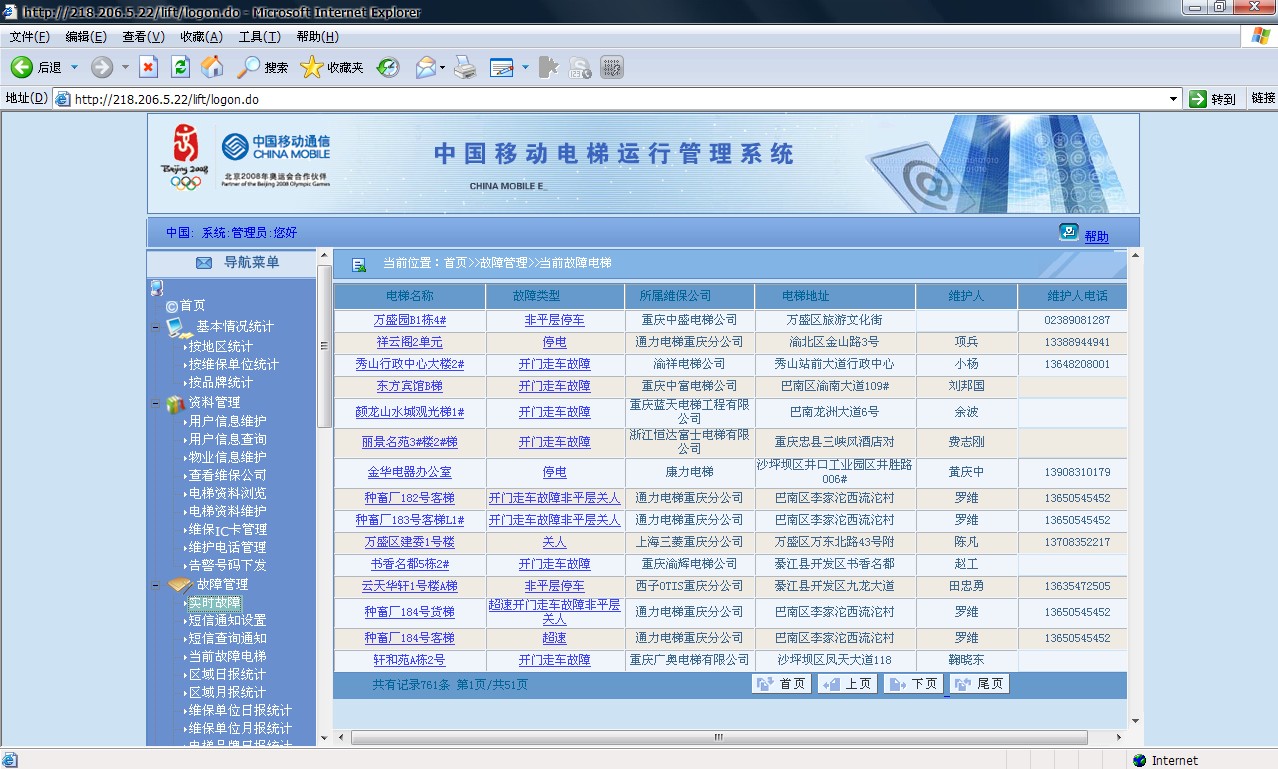 http://218.206.5.22/lift/logon.do - Microsoft Internet Explorer
文件(F) 编辑(E) 查看(V) 收藏(A) 工具(T) 帮助(H)
后退 搜索 收藏夹
地址(D) http://218.206.5.22/lift/logon.do 转到 链接
Beijing 2008
中国移动通信
CHINA MOBILE
北京2008年奥运会合作伙伴
Partner of the Beijing 2008 Olympic Games
中国移动电梯运行管理系统
CHINA MOBILE E_
中国: 系统:管理员:您好 帮助
导航菜单
首页
基本情况统计
按地区统计
按维保单位统计
按品牌统计
资料管理
用户信息维护
用户信息查询
物业信息维护
查看维保公司
电梯资料浏览
电梯资料维护
维保IC卡管理
维护电话管理
告警号码下发
故障管理
实时故障
短信通知设置
短信查询通知
当前故障电梯
区域日报统计
区域月报统计
维保单位日报统计
维保单位月报统计
电梯品牌日报统计
当前位置：首页>>故障管理>>当前故障电梯
电梯名称 故障类型 所属维保公司 电梯地址 维护人 维护人电话
万盛园B1栋4# 非平层停车 重庆中盛电梯公司 万盛区旅游文化街 02389081287
祥云阁2单元 停电 通力电梯重庆分公司 渝北区金山路3号 项兵 13388944941
秀山行政中心大楼2# 开门走车故障 渝祥电梯公司 秀山站前大道行政中心 小杨 13648208001
东方宾馆B梯 开门走车故障 重庆中富电梯公司 巴南区渝南大道109# 刘邦国
颜龙山水城观光梯1# 开门走车故障 重庆蓝天电梯工程有限公司 巴南龙洲大道6号 余波
丽景名苑3#楼2#梯 开门走车故障 浙江恒达富士电梯有限公司 重庆忠县三峡风酒店对 费志刚
金华电器办公室 停电 康力电梯 沙坪坝区井口工业园区井胜路006# 黄庆中 13908310179
种畜厂182号客梯 开门走车故障非平层关人 通力电梯重庆分公司 巴南区李家沱西流沱村 罗维 13650545452
种畜厂183号客梯L1# 开门走车故障非平层关人 通力电梯重庆分公司 巴南区李家沱西流沱村 罗维 13650545452
万盛区建委1号楼 关人 上海三菱重庆分公司 万盛区万东北路43号附 陈凡 13708352217
书香名都5栋2# 开门走车故障 重庆渝辉电梯公司 綦江县开发区书香名都 赵工
云天华轩1号楼A梯 非平层停车 西子OTIS重庆分公司 綦江县开发区九龙大道 田忠勇 13635472505
种畜厂184号货梯 超速开门走车故障非平层关人 通力电梯重庆分公司 巴南区李家沱西流沱村 罗维 13650545452
种畜厂184号客梯 超速 通力电梯重庆分公司 巴南区李家沱西流沱村 罗维 13650545452
轩和苑A栋2号 开门走车故障 重庆广奥电梯有限公司 沙坪坝区凤天大道118 鞠晓东
共有记录761条 第1页/共51页 首页 上页 下页 尾页
Internet